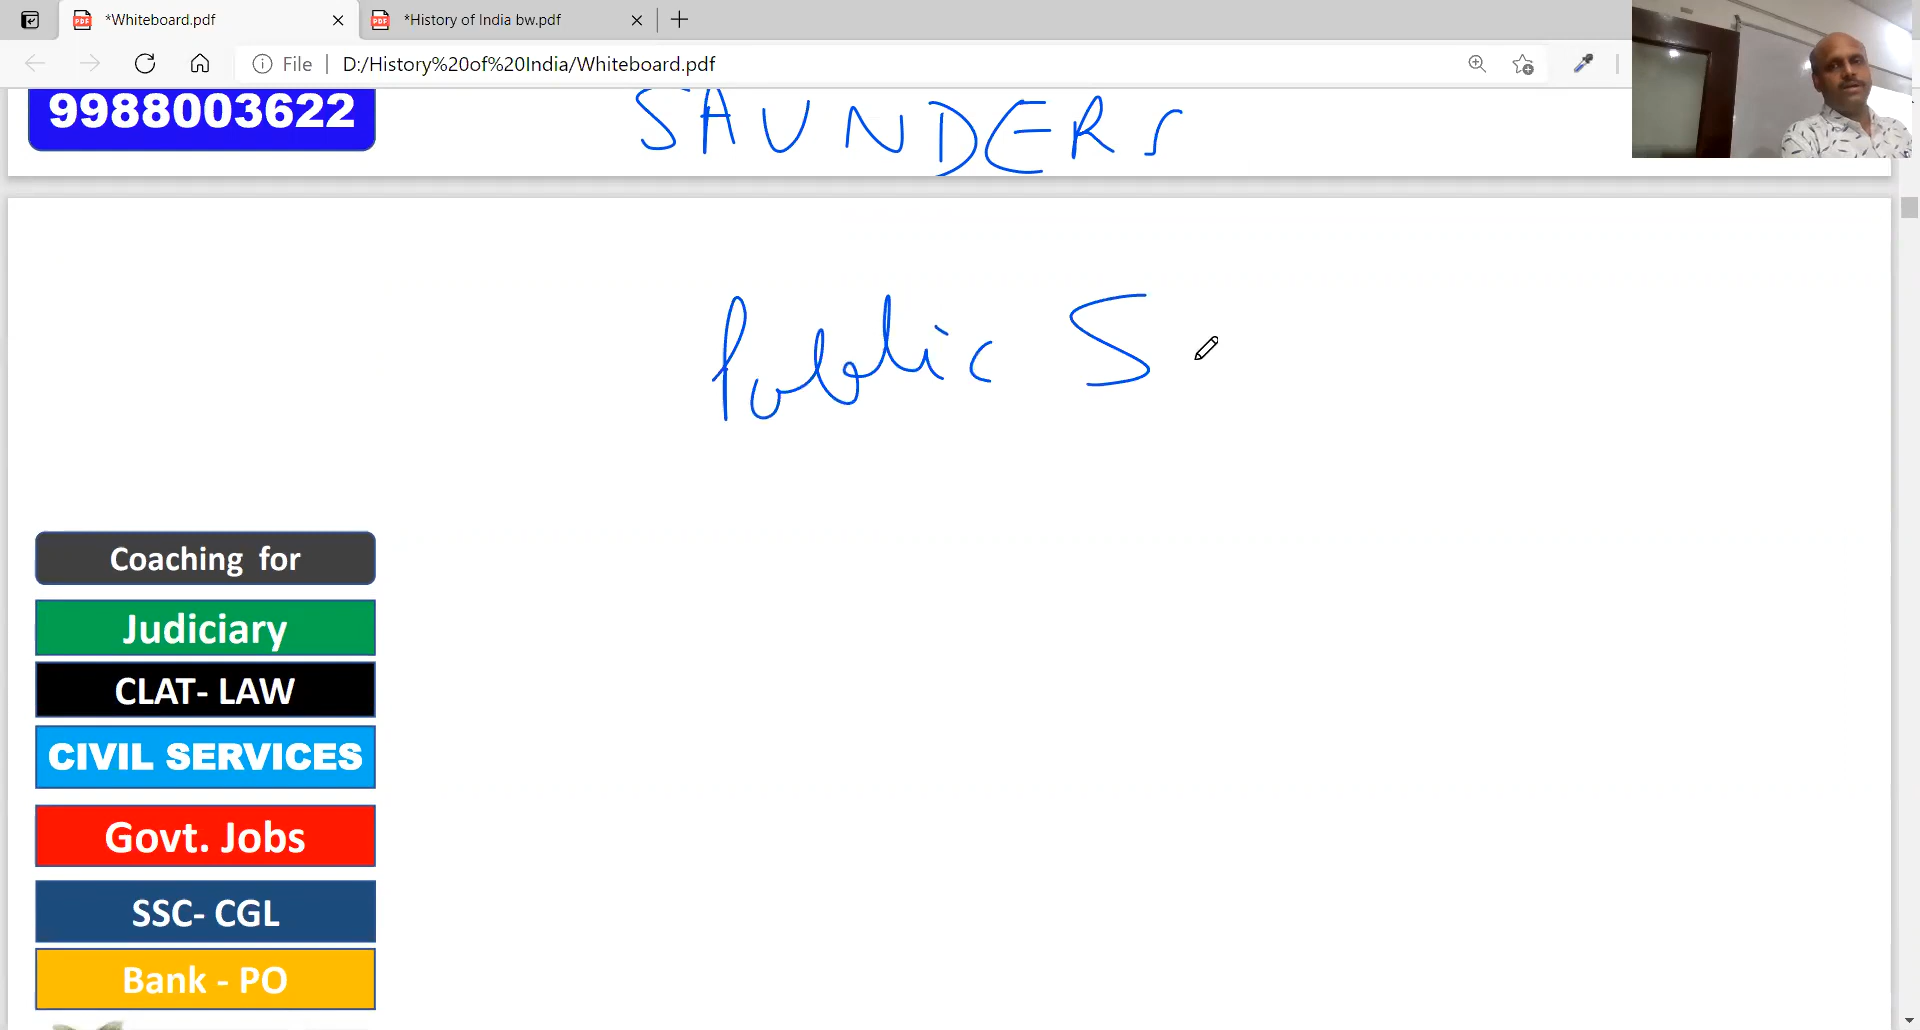 *Whiteboard.pdf
*History of India bw.pdf
File
D:/History%20of%20India/Whiteboard.pdf
9988003622
SAUNDERS
Public S
Coaching for
Judiciary
CLAT- LAW
CIVIL SERVICES
Govt. Jobs
SSC- CGL
Bank - PO